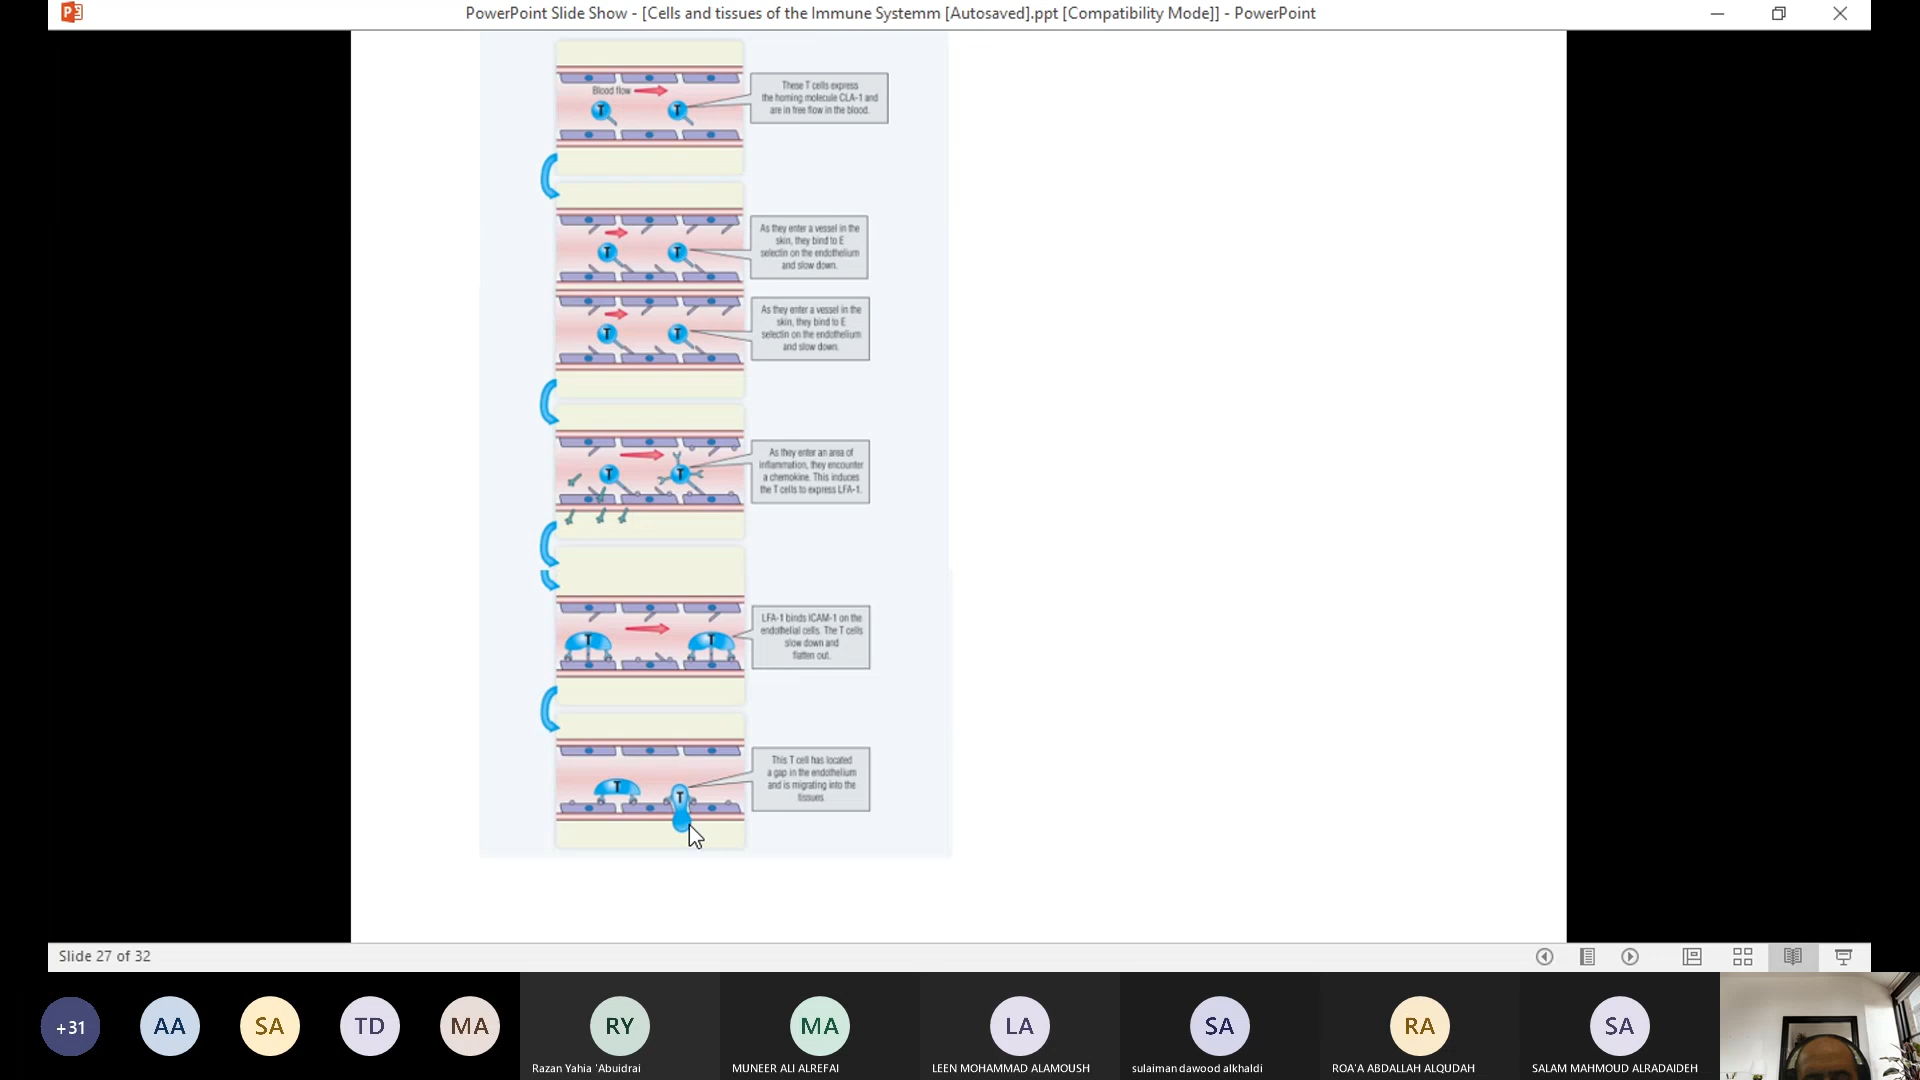 PowerPoint Slide Show - [Cells and tissues of the Immune Systemm [Autosaved].ppt [Compatibility Mode]] - PowerPoint
Blood flow
T
T
These T cells express
the homing molecule CLA-1 and
are in free flow in the blood.
T
T
As they enter a vessel in the
skin, they bind to E
selectin on the endothelium
and slow down.
T
T
As they enter a vessel in the
skin, they bind to E
selectin on the endothelium
and slow down.
T
T
As they enter an area of
inflammation, they encounter
a chemokine. This induces
the T cells to express LFA-1.
T
T
LFA-1 binds ICAM-1 on the
endothelial cells. The T cells
slow down and
flatten out.
T
T
This T cell has located
a gap in the endothelium
and is migrating into the
tissues
Slide 27 of 32
+31
AA
SA
TD
MA
RY
MA
LA
SA
RA
SA
Razan Yahia 'Abuidrai
MUNEER ALI ALREFAI
LEEN MOHAMMAD ALAMOUSH
sulaiman dawood alkhaldi
ROA'A ABDALLAH ALQUDAH
SALAM MAHMOUD ALRADAIDEH